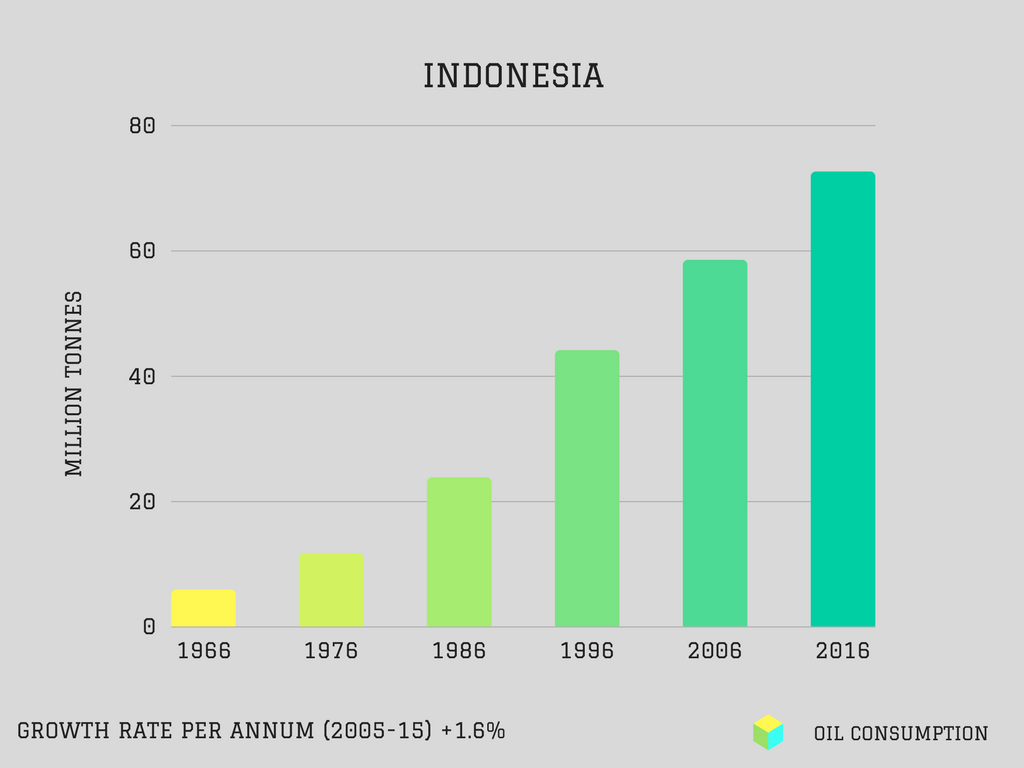 INDONESIA
80
60
40
20
0
MILLION TONNES
1966 1976 1986 1996 2006 2016
GROWTH RATE PER ANNUM (2005-15) +1.6%
OIL CONSUMPTION